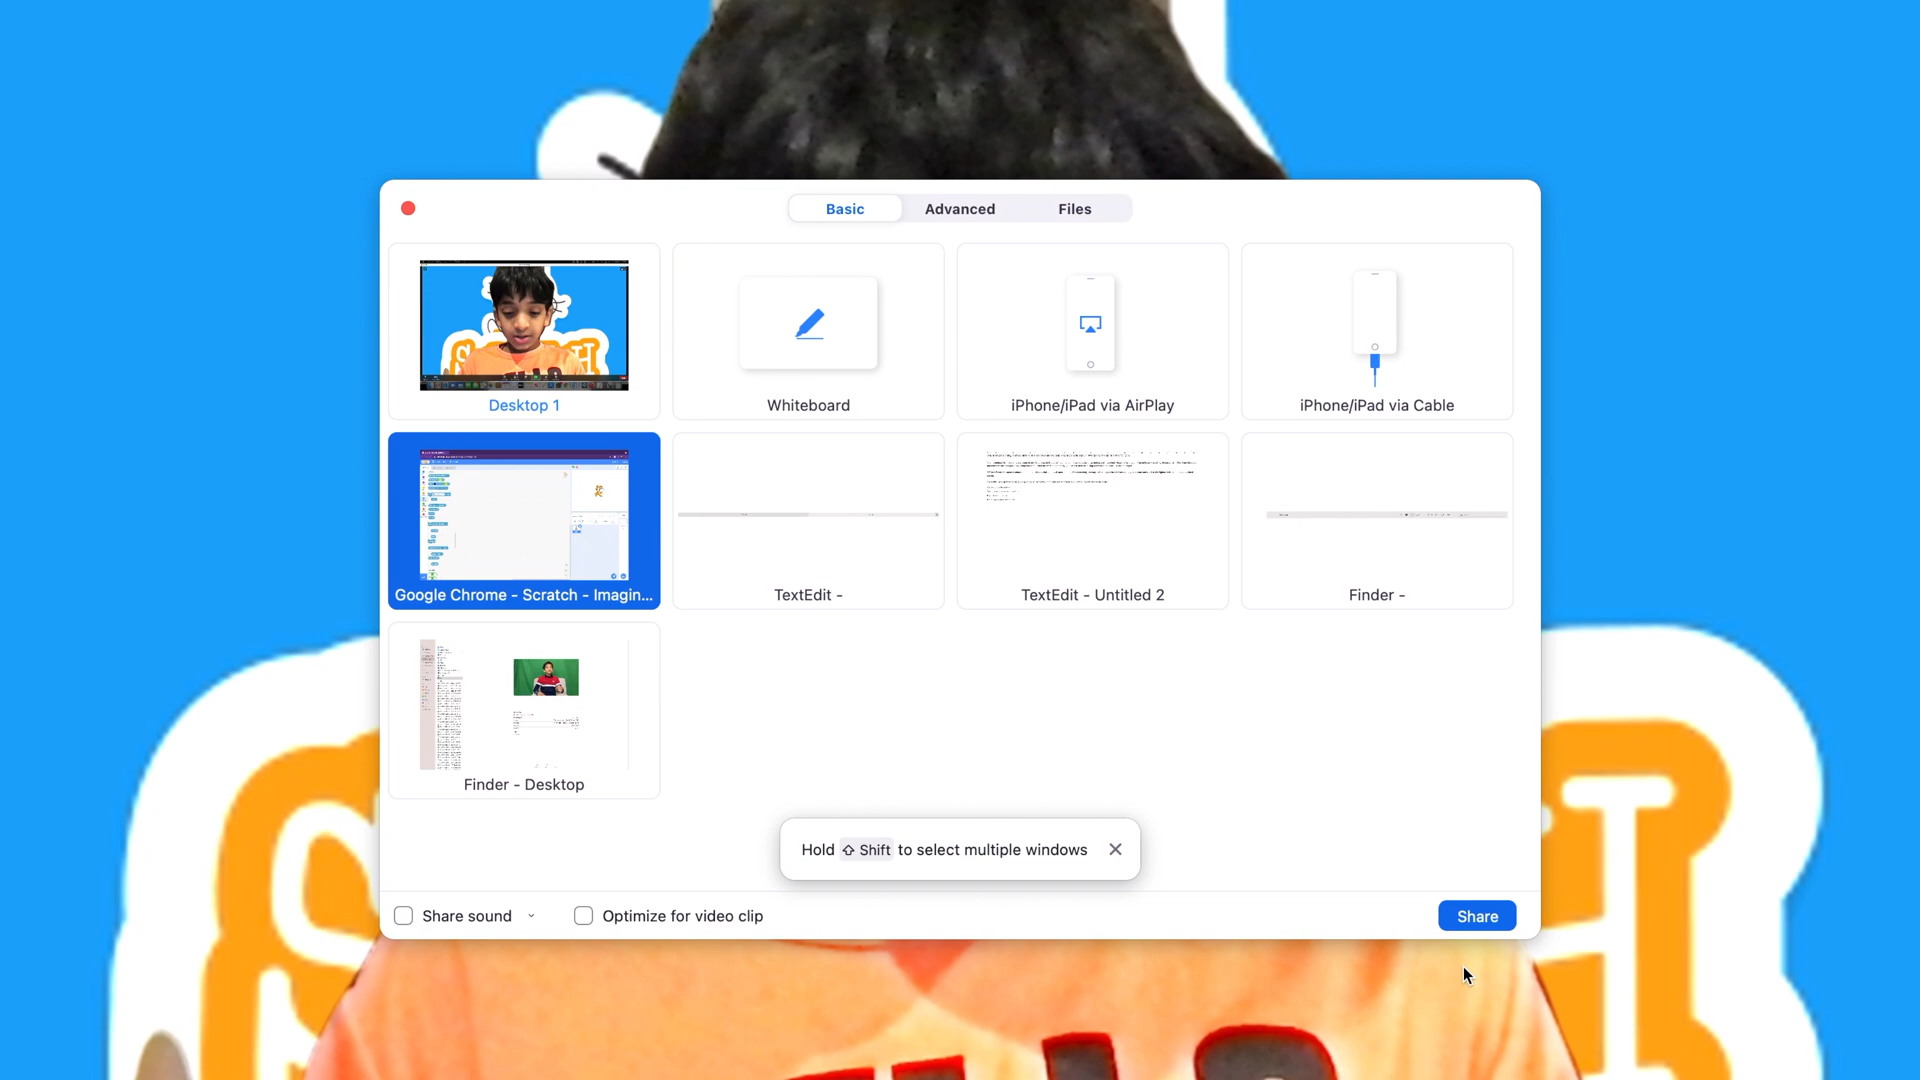 Basic
Advanced
Files
Desktop 1
Whiteboard
iPhone/iPad via AirPlay
iPhone/iPad via Cable
Google Chrome - Scratch - Imagin...
TextEdit -
TextEdit - Untitled 2
Finder -
Finder - Desktop
Hold ⇧ Shift to select multiple windows
Share sound
Optimize for video clip
Share